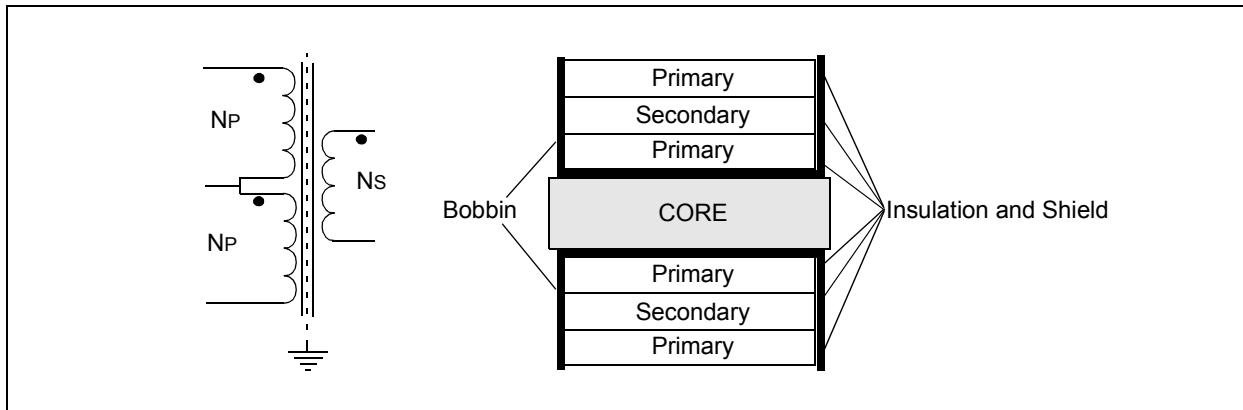 NP
NP
NS
Primary
Secondary
Primary
Bobbin
CORE
Insulation and Shield
Primary
Secondary
Primary